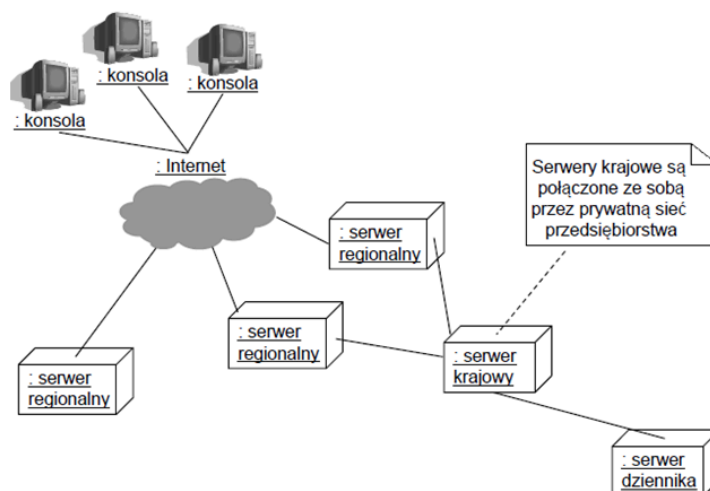 : konsola
: konsola
: konsola
: Internet
Serwery krajowe są
połączone ze sobą
przez prywatną sieć
przedsiębiorstwa
: serwer
regionalny
: serwer
regionalny
: serwer
krajowy
: serwer
regionalny
: serwer
dziennika